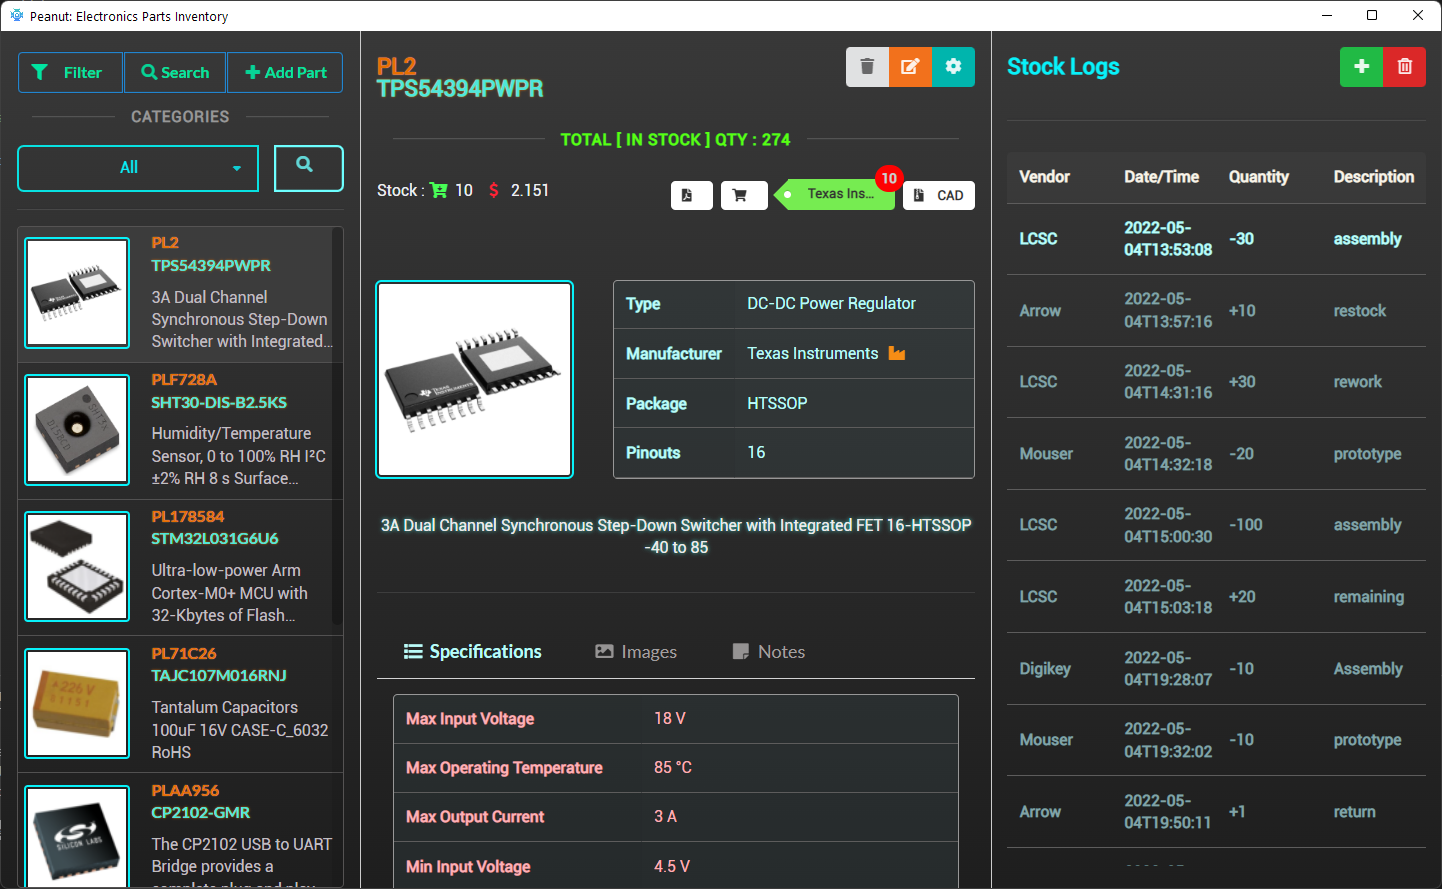 Peanut: Electronics Parts Inventory
Filter
Search
Add Part
CATEGORIES
All
PL2
TPS54394PWPR
3A Dual Channel
Synchronous Step-Down
Switcher with Integrated...
PLF728A
SHT30-DIS-B2.5KS
Humidity/Temperature
Sensor, 0 to 100% RH I²C
±2% RH 8 s Surface...
PL178584
STM32L031G6U6
Ultra-low-power Arm
Cortex-M0+ MCU with
32-Kbytes of Flash...
226 V
PL71C26
TAJC107M016RNJ
Tantalum Capacitors
100uF 16V CASE-C_6032
RoHS
SILICON LABS
PLAA956
CP2102-GMR
The CP2102 USB to UART
Bridge provides a
complete plug and play
PL2
TPS54394PWPR
TOTAL [ IN STOCK ] QTY : 274
Stock : 10 $ 2.151
Texas Ins...
10
CAD
TEXAS INSTRUMENTS
Type DC-DC Power Regulator
Manufacturer Texas Instruments
Package HTSSOP
Pinouts 16
3A Dual Channel Synchronous Step-Down Switcher with Integrated FET 16-HTSSOP
-40 to 85
Specifications
Images
Notes
Max Input Voltage 18 V
Max Operating Temperature 85 °C
Max Output Current 3 A
Min Input Voltage 4.5 V
Stock Logs
Vendor Date/Time Quantity Description
LCSC 2022-05-04T13:53:08 -30 assembly
Arrow 2022-05-04T13:57:16 +10 restock
LCSC 2022-05-04T14:31:16 +30 rework
Mouser 2022-05-04T14:32:18 -20 prototype
LCSC 2022-05-04T15:00:30 -100 assembly
LCSC 2022-05-04T15:03:18 +20 remaining
Digikey 2022-05-04T19:28:07 -10 Assembly
Mouser 2022-05-04T19:32:02 -10 prototype
Arrow 2022-05-04T19:50:11 +1 return